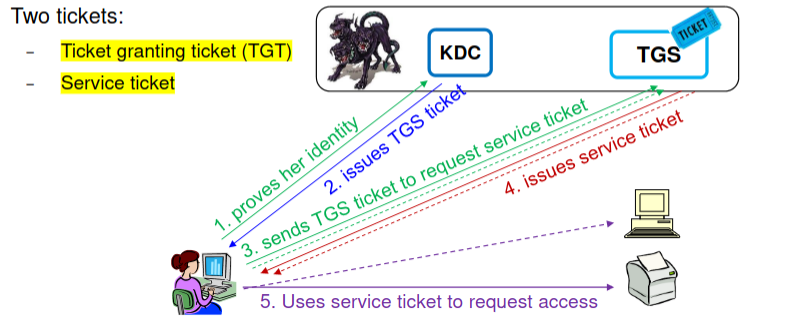 Two tickets:
- Ticket granting ticket (TGT)
- Service ticket
KDC
TGS
TICKET
1. proves her identity
2. issues TGS ticket
3. sends TGS ticket to request service ticket
4. issues service ticket
5. Uses service ticket to request access